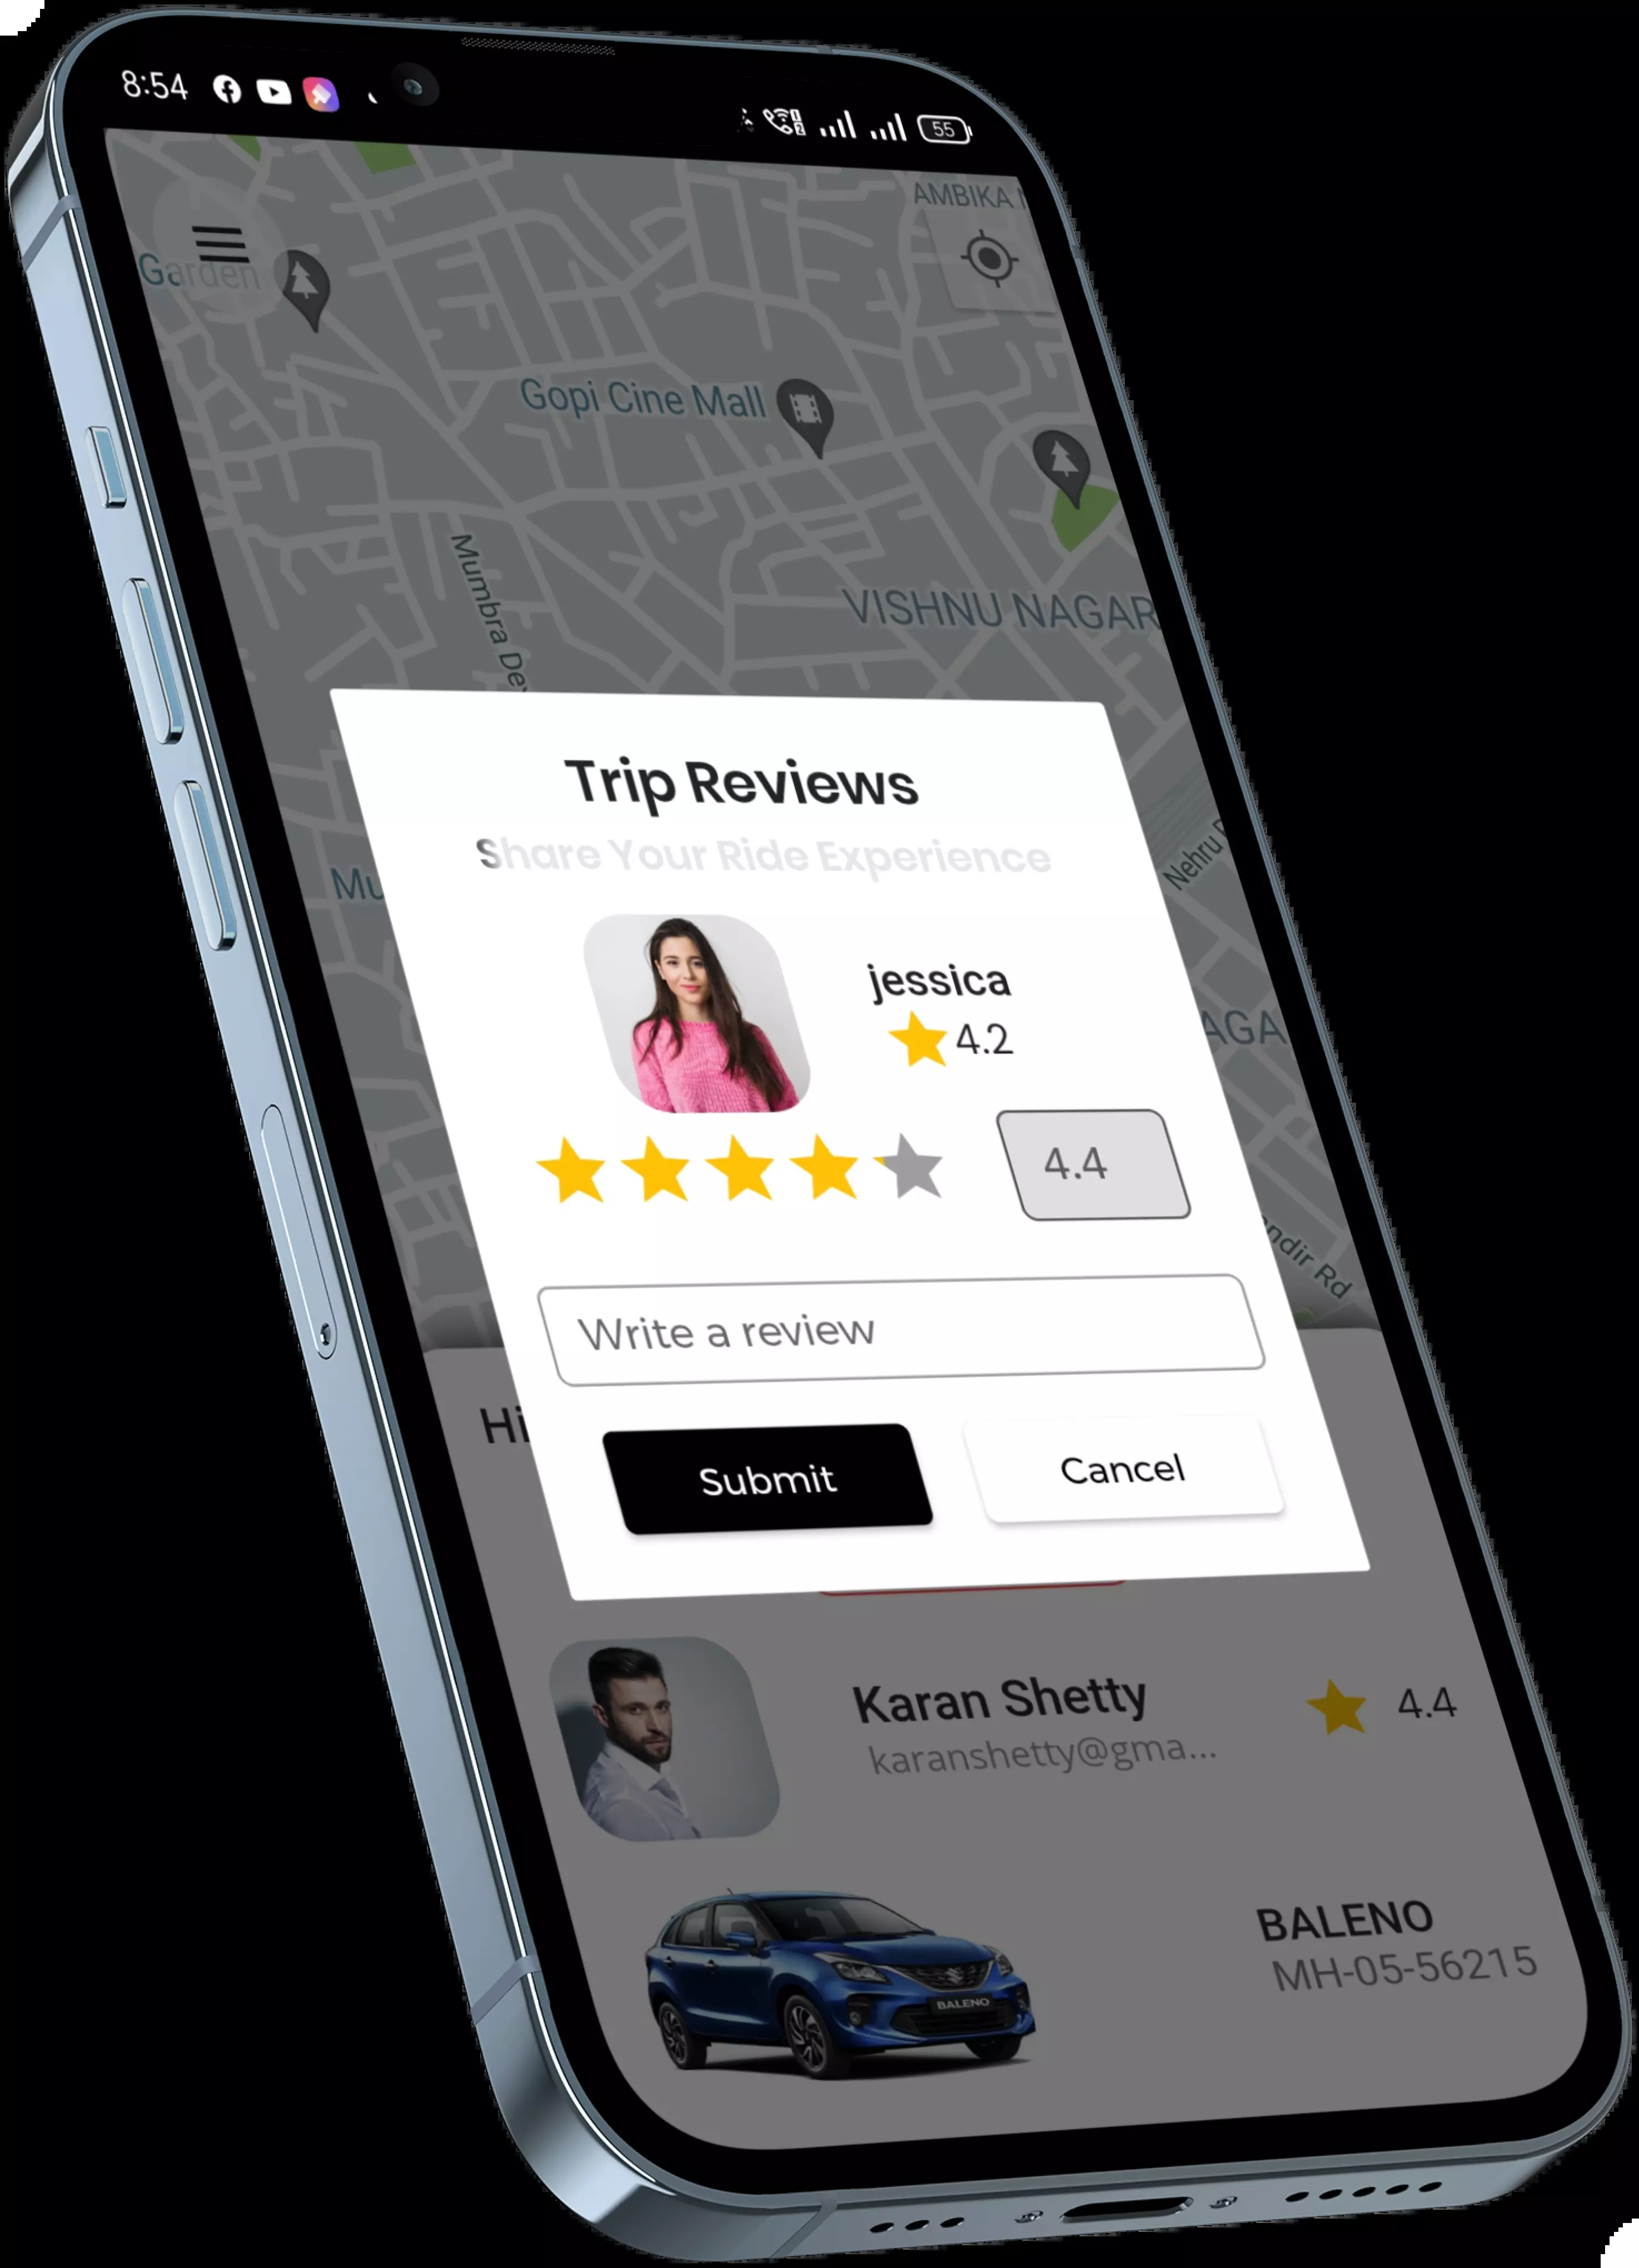 8:54
55
AMBIKA
Garden
Gopi Cine Mall
Mumbra De
VISHNU NAGAR
Trip Reviews
Share Your Ride Experience
Nehru
Mu
jessica
AGA
4.2
4.4
ndir Rd
Write a review
Hi
Submit
Cancel
Karan Shetty
4.4
karanshetty@gma...
BALENO
BALENO
MH-05-56215